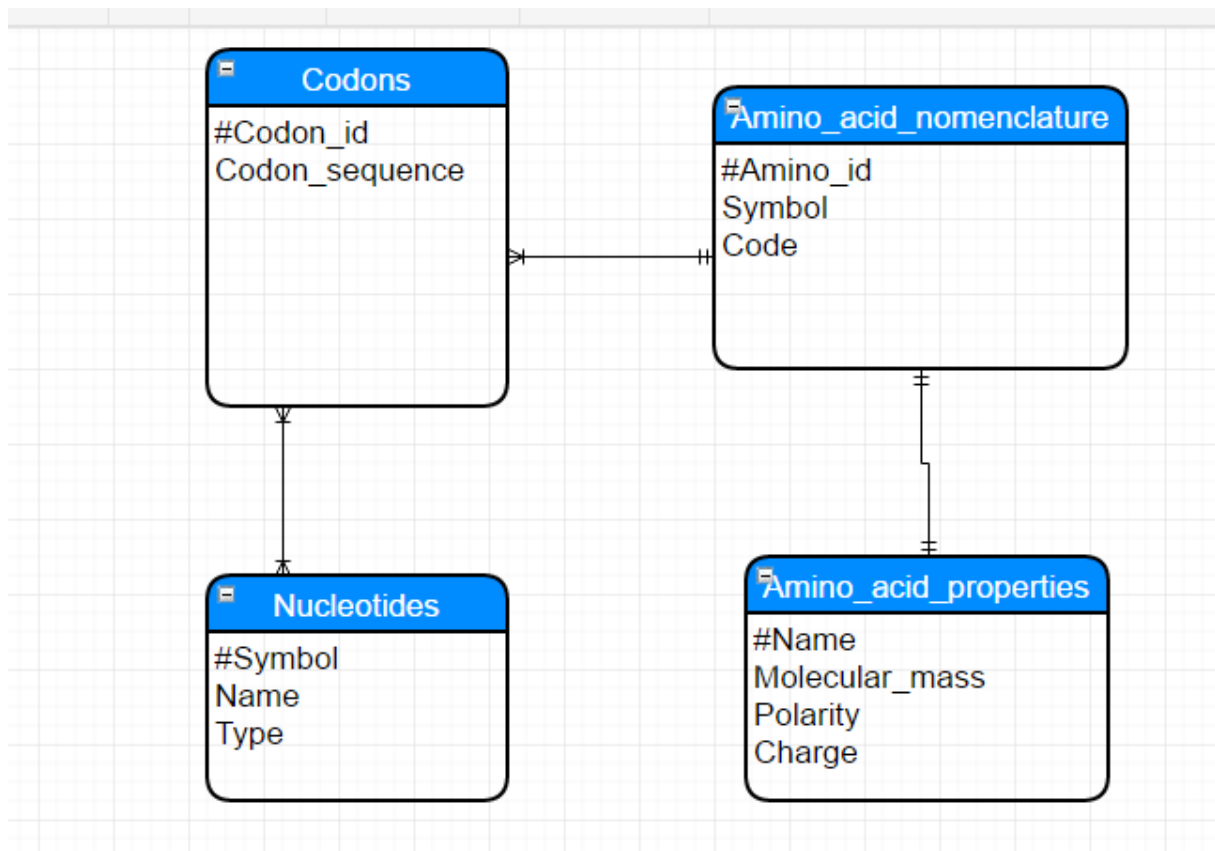 Codons
#Codon_id
Codon_sequence
Amino_acid_nomenclature
#Amino_id
Symbol
Code
Nucleotides
#Symbol
Name
Type
Amino_acid_properties
#Name
Molecular_mass
Polarity
Charge